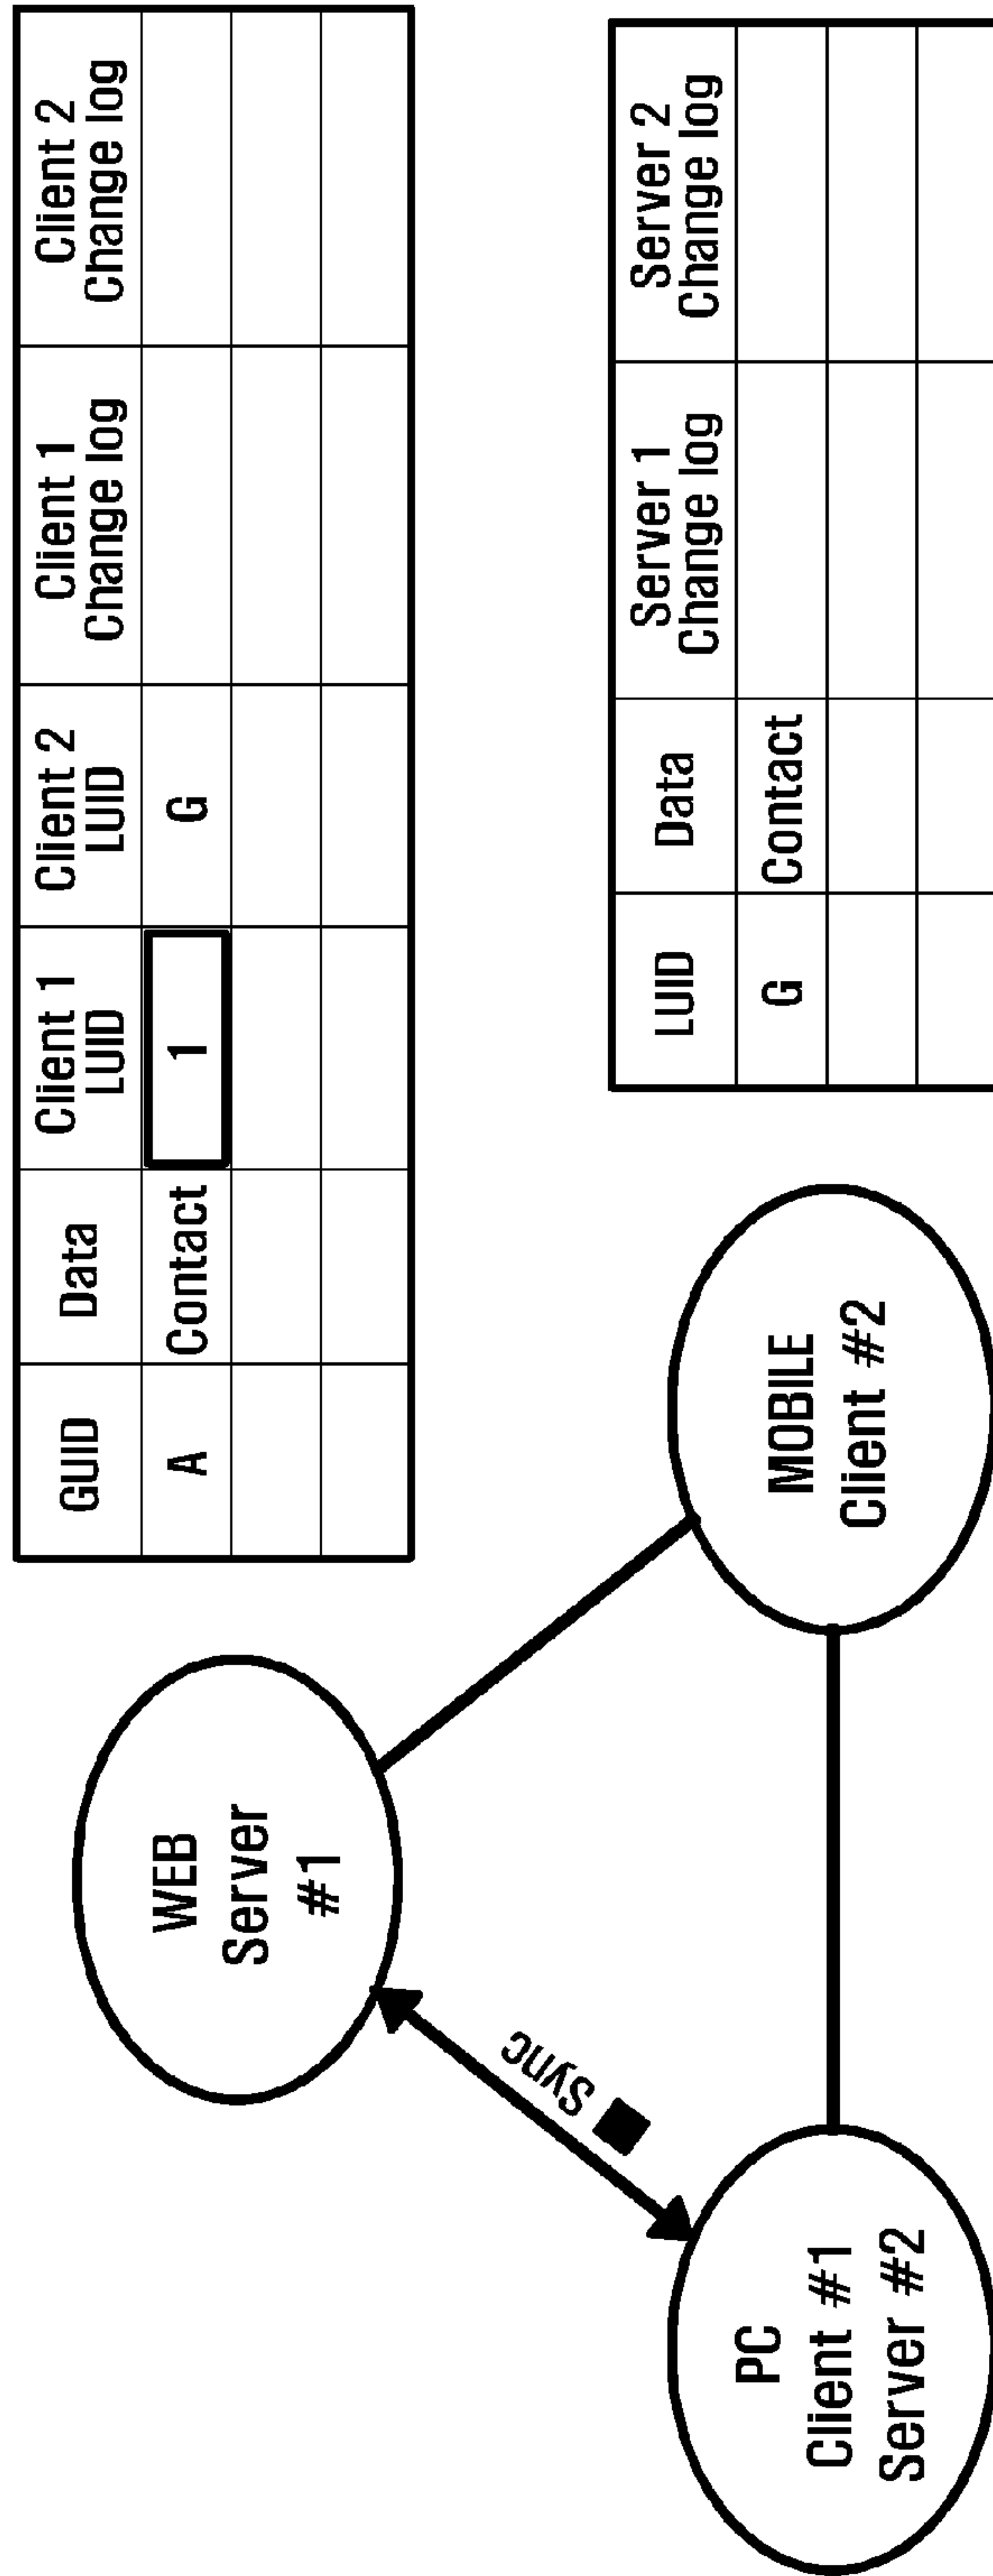 WEB
Server
#1
Sync
PC
Client #1
Server #2
MOBILE
Client #2
GUID
Data
Client 1
LUID
Client 2
LUID
Client 1
Change log
Client 2
Change log
A
Contact
1
G
LUID
Data
Server 1
Change log
Server 2
Change log
G
Contact